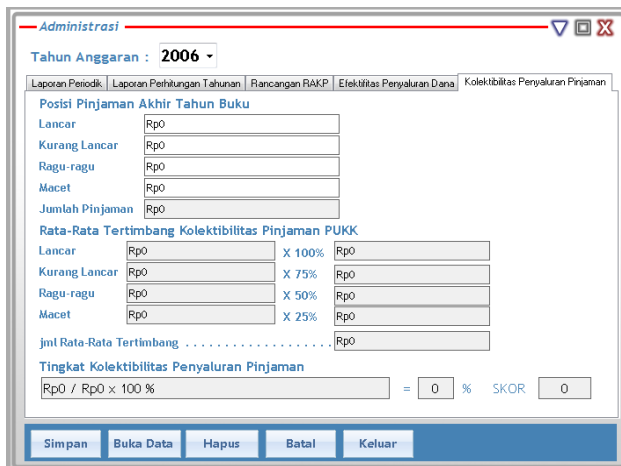 Administrasi
Tahun Anggaran : 2006
Laporan Periodik Laporan Perhitungan Tahunan Rancangan RAKP Efektifitas Penyaluran Dana Kolektibilitas Penyaluran Pinjaman
Posisi Pinjaman Akhir Tahun Buku
Lancar Rp0
Kurang Lancar Rp0
Ragu-ragu Rp0
Macet Rp0
Jumlah Pinjaman Rp0
Rata-Rata Tertimbang Kolektibilitas Pinjaman PUKK
Lancar Rp0 X 100% Rp0
Kurang Lancar Rp0 X 75% Rp0
Ragu-ragu Rp0 X 50% Rp0
Macet Rp0 X 25% Rp0
jml Rata-Rata Tertimbang . . . . . . . . . . . . . . . . . . . . Rp0
Tingkat Kolektibilitas Penyaluran Pinjaman
Rp0 / Rp0 x 100 % = 0 % SKOR 0
Simpan Buka Data Hapus Batal Keluar